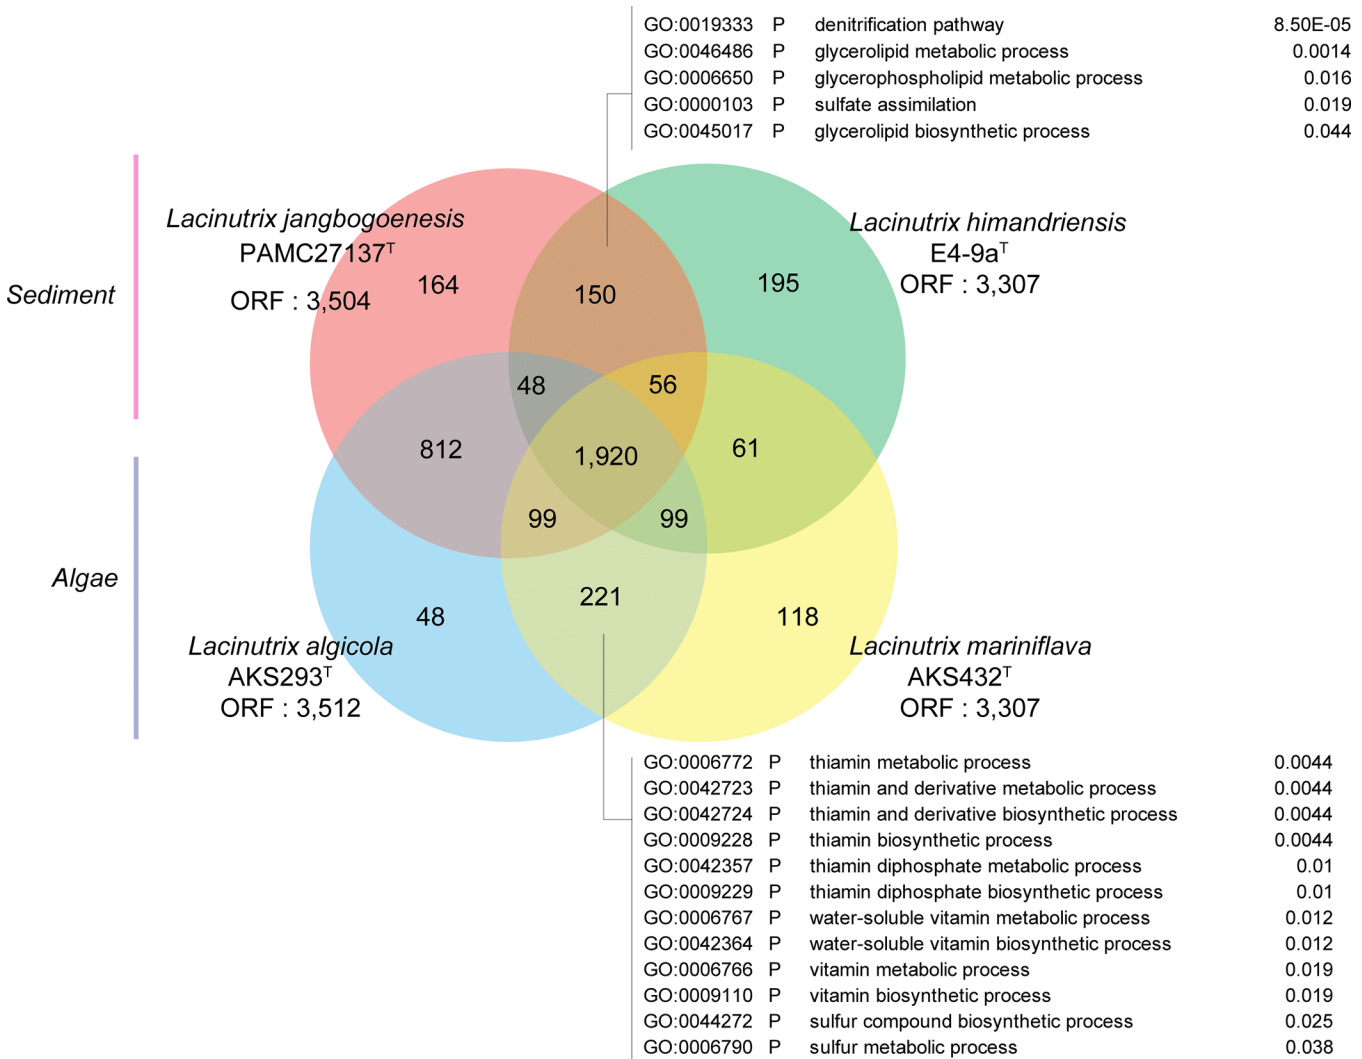 GO:0019333 P denitrification pathway 8.50E-05
GO:0046486 P glycerolipid metabolic process 0.0014
GO:0006650 P glycerophospholipid metabolic process 0.016
GO:0000103 P sulfate assimilation 0.019
GO:0045017 P glycerolipid biosynthetic process 0.044
Sediment
Lacinutrix jangbogoenesis
PAMC27137T
ORF : 3,504
164
150
195
Lacinutrix himandriensis
E4-9aT
ORF : 3,307
48
56
812
1,920
61
99
99
Algae
48
221
118
Lacinutrix algicola
AKS293T
ORF : 3,512
Lacinutrix mariniflava
AKS432T
ORF : 3,307
GO:0006772 P thiamin metabolic process 0.0044
GO:0042723 P thiamin and derivative metabolic process 0.0044
GO:0042724 P thiamin and derivative biosynthetic process 0.0044
GO:0009228 P thiamin biosynthetic process 0.0044
GO:0042357 P thiamin diphosphate metabolic process 0.01
GO:0009229 P thiamin diphosphate biosynthetic process 0.01
GO:0006767 P water-soluble vitamin metabolic process 0.012
GO:0042364 P water-soluble vitamin biosynthetic process 0.012
GO:0006766 P vitamin metabolic process 0.019
GO:0009110 P vitamin biosynthetic process 0.019
GO:0044272 P sulfur compound biosynthetic process 0.025
GO:0006790 P sulfur metabolic process 0.038